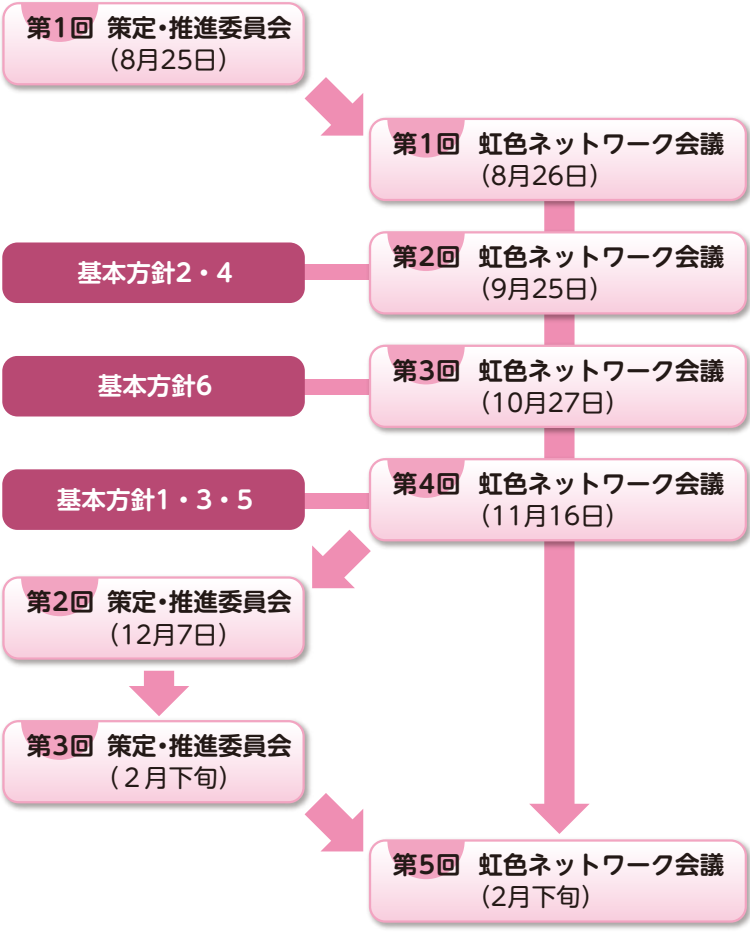 第1回 策定・推進委員会
（8月25日）
第1回 虹色ネットワーク会議
（8月26日）
基本方針2・4
第2回 虹色ネットワーク会議
（9月25日）
基本方針6
第3回 虹色ネットワーク会議
（10月27日）
基本方針1・3・5
第4回 虹色ネットワーク会議
（11月16日）
第2回 策定・推進委員会
（12月7日）
第3回 策定・推進委員会
（２月下旬）
第5回 虹色ネットワーク会議
（2月下旬）